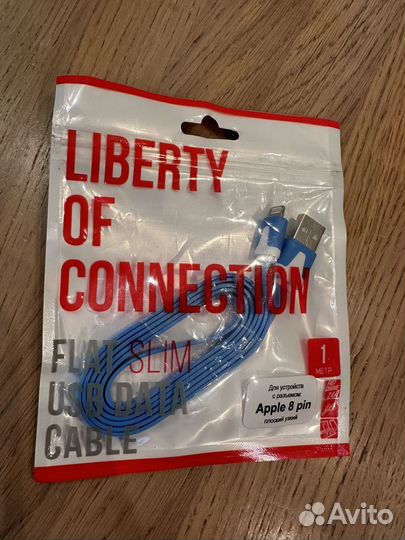 LIBERTY
OF
CONNECTION
FLAT SLIM
USB DATA
CABLE
1
МЕТР
Для устройств
с разъемом:
Apple 8 pin
плоский узкий
Avito